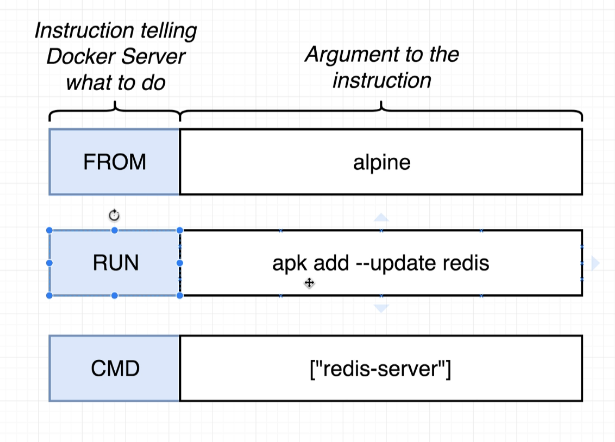 Instruction telling
Docker Server
what to do
Argument to the
instruction
FROM
alpine
RUN
apk add --update redis
CMD
["redis-server"]